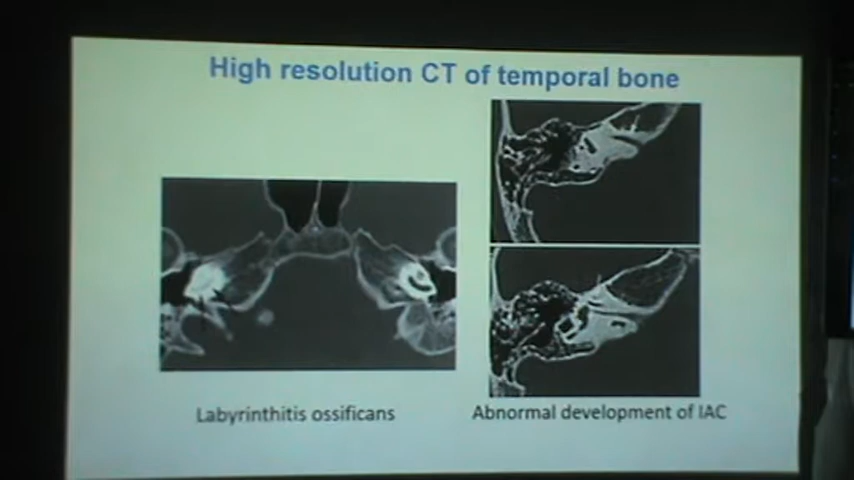 High resolution CT of temporal bone
Labyrinthitis ossificans
Abnormal development of IAC